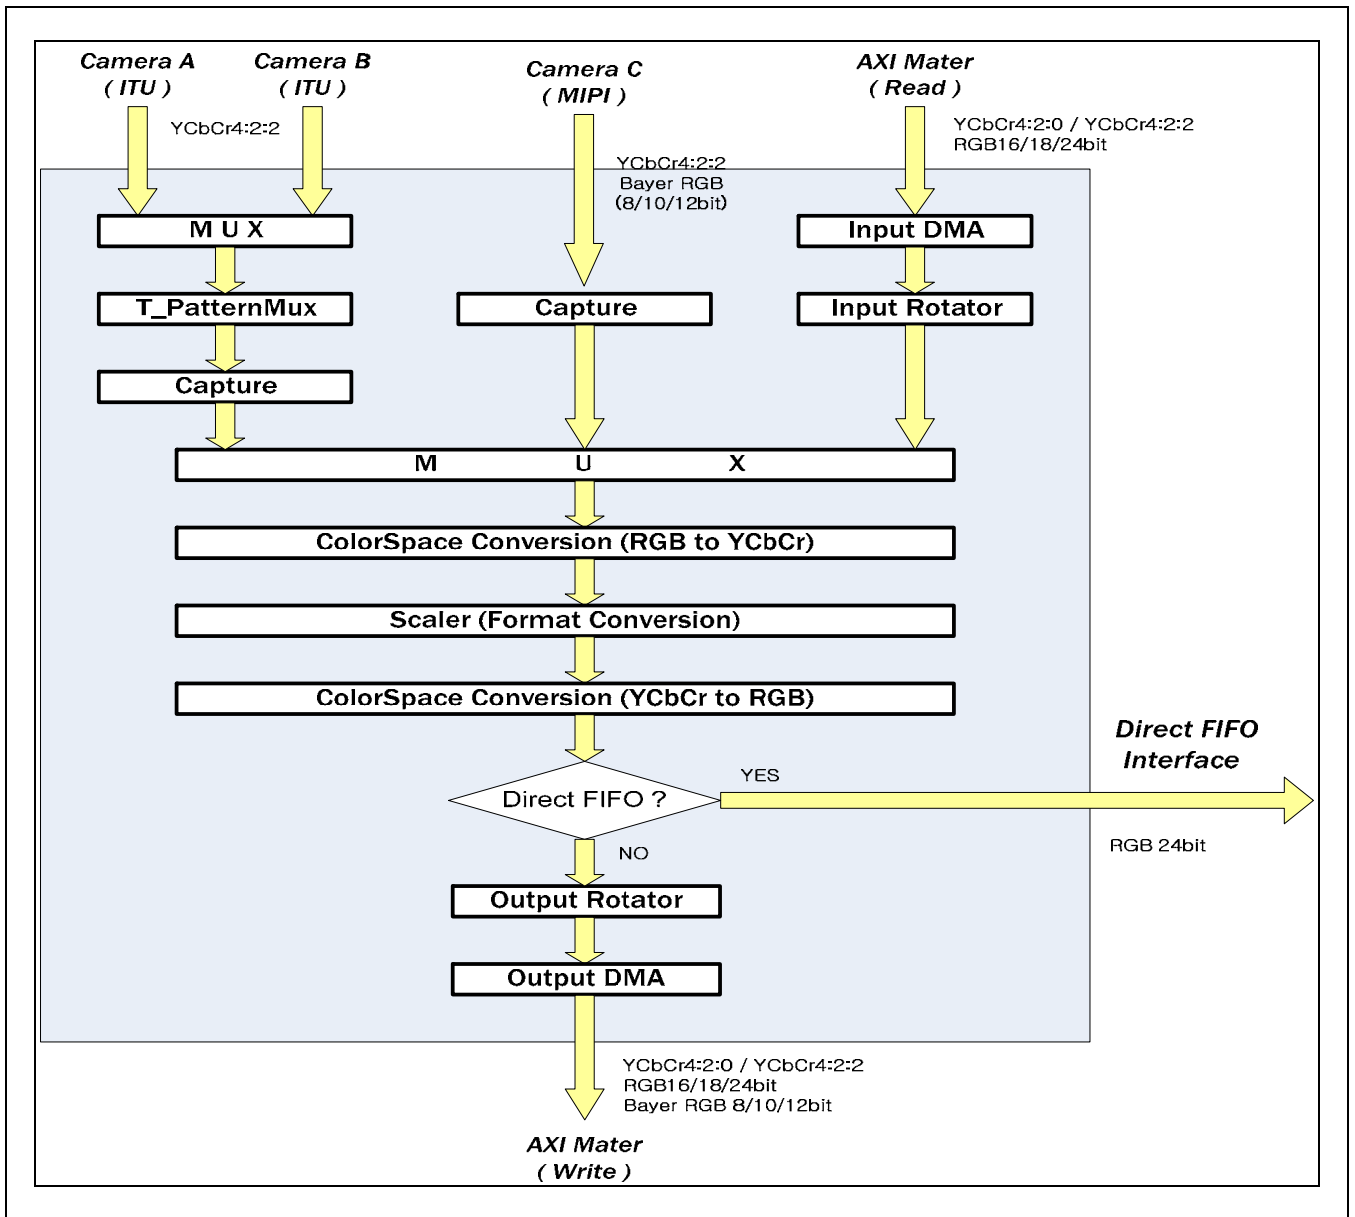 Camera A
( ITU )
Camera B
( ITU )
Camera C
( MIPI )
AXI Mater
( Read )
YCbCr4:2:2
YCbCr4:2:2
Bayer RGB
(8/10/12bit)
YCbCr4:2:0 / YCbCr4:2:2
RGB16/18/24bit
M U X
Input DMA
T_PatternMux
Capture
Input Rotator
Capture
M U X
ColorSpace Conversion (RGB to YCbCr)
Scaler (Format Conversion)
ColorSpace Conversion (YCbCr to RGB)
Direct FIFO ?
YES
Direct FIFO
Interface
RGB 24bit
NO
Output Rotator
Output DMA
YCbCr4:2:0 / YCbCr4:2:2
RGB16/18/24bit
Bayer RGB 8/10/12bit
AXI Mater
( Write )